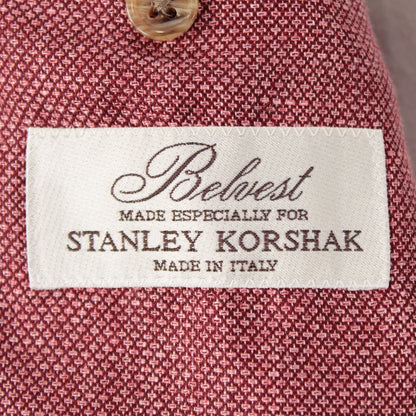 Belvest
MADE ESPECIALLY FOR
STANLEY KORSHAK
MADE IN ITALY